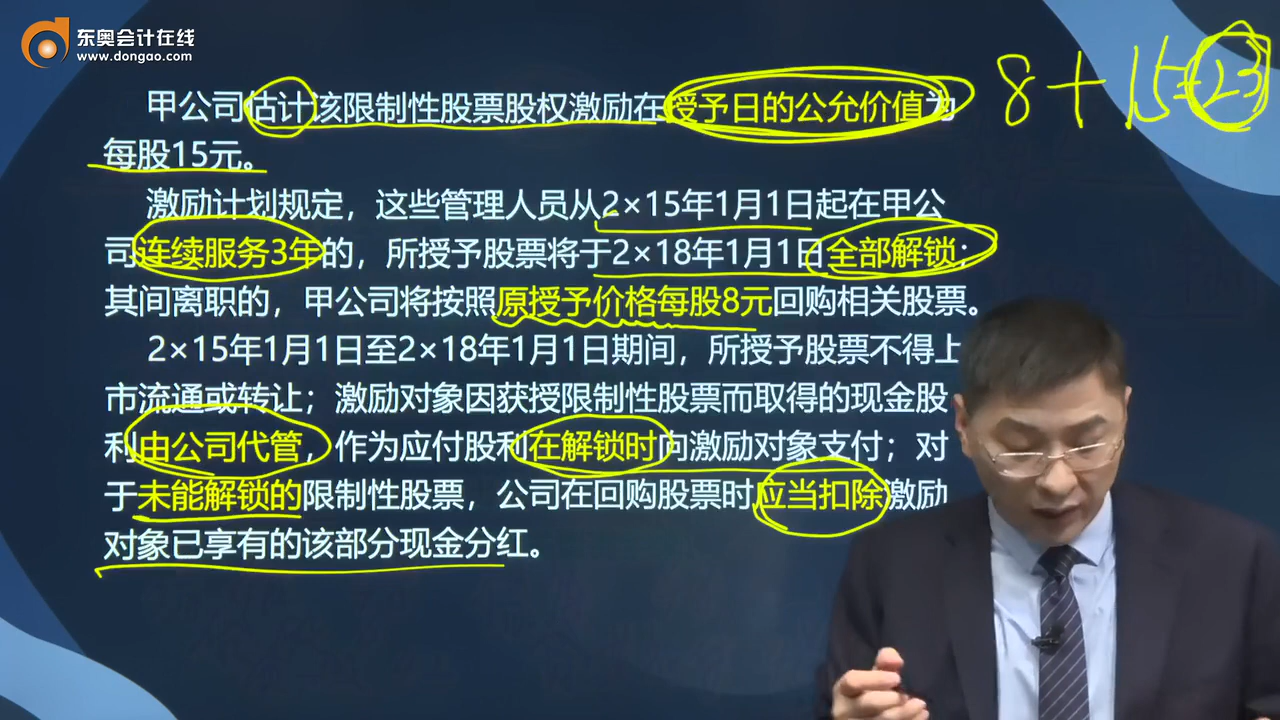 东奥会计在线
www.dongao.com
8+15=23
甲公司估计该限制性股票股权激励在授予日的公允价值为
每股15元。
激励计划规定，这些管理人员从2×15年1月1日起在甲公
司连续服务3年的，所授予股票将于2×18年1月1日全部解锁；
其间离职的，甲公司将按照原授予价格每股8元回购相关股票。
2×15年1月1日至2×18年1月1日期间，所授予股票不得上
市流通或转让；激励对象因获授限制性股票而取得的现金股
利由公司代管，作为应付股利在解锁时向激励对象支付；对
于未能解锁的限制性股票，公司在回购股票时应当扣除激励
对象已享有的该部分现金分红。